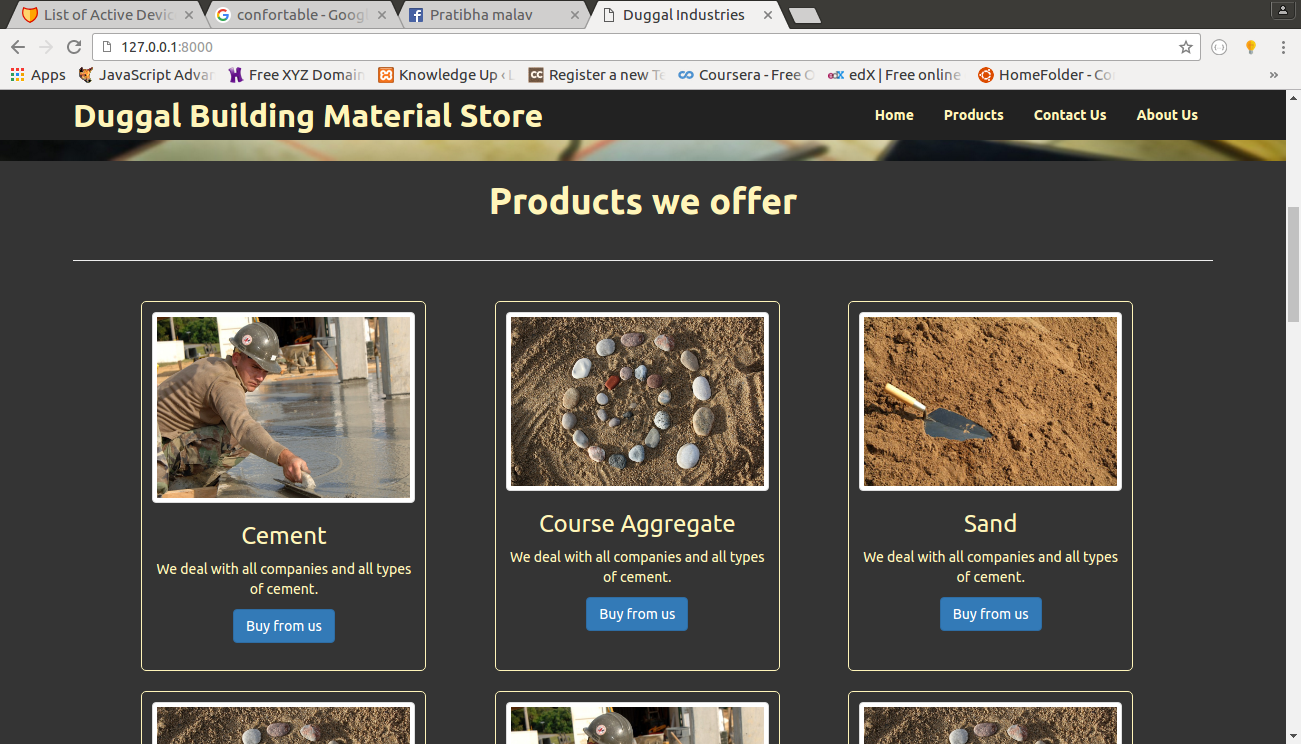 List of Active Devic
confortable - Goog
Pratibha malav
Duggal Industries
127.0.0.1:8000
Apps
JavaScript Advan
Free XYZ Domain
Knowledge Up ‹ L
Register a new Te
Coursera - Free O
edX | Free online
HomeFolder - Co
»
Duggal Building Material Store
Home
Products
Contact Us
About Us
Products we offer
Cement
We deal with all companies and all types
of cement.
Buy from us
Course Aggregate
We deal with all companies and all types
of cement.
Buy from us
Sand
We deal with all companies and all types
of cement.
Buy from us